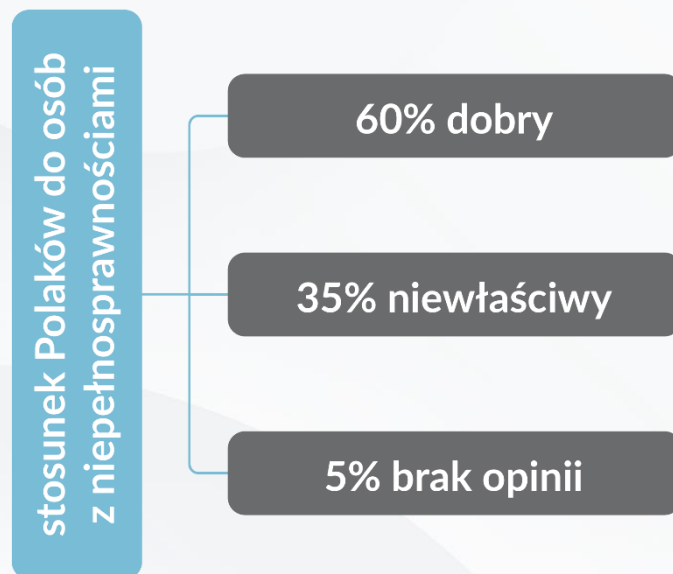 stosunek Polaków do osób
z niepełnosprawnościami
60% dobry
35% niewłaściwy
5% brak opinii